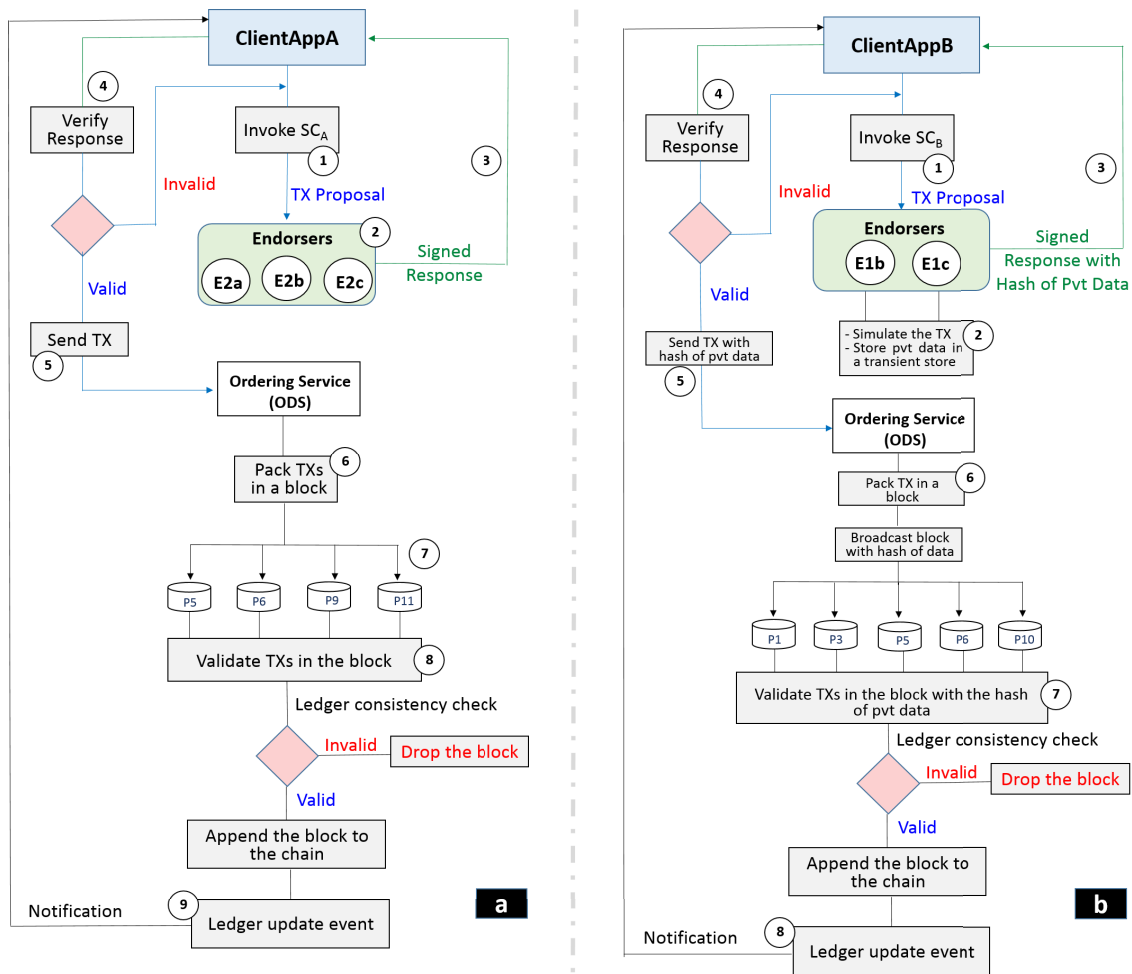 ClientAppA
4
Verify
Response
Invoke SCA
1
3
Invalid
TX Proposal
Endorsers
2
E2a
E2b
E2c
Signed
Response
Valid
Send TX
5
Ordering Service
(ODS)
Pack TXs
in a block
6
7
P5
P6
P9
P11
Validate TXs in the block
8
Ledger consistency check
Invalid
Drop the block
Valid
Append the block to
the chain
9
Notification
Ledger update event
a
ClientAppB
4
Verify
Response
Invoke SCB
1
3
Invalid
TX Proposal
Endorsers
E1b
E1c
Signed
Response with
Hash of Pvt Data
Valid
- Simulate the TX
- Store pvt data in
a transient store
2
Send TX with
hash of pvt data
5
Ordering Service
(ODS)
Pack TX in a
block
6
Broadcast block
with hash of data
P1
P3
P5
P6
P10
Validate TXs in the block with the hash
of pvt data
7
Ledger consistency check
Invalid
Drop the block
Valid
Append the block to
the chain
8
Notification
Ledger update event
b